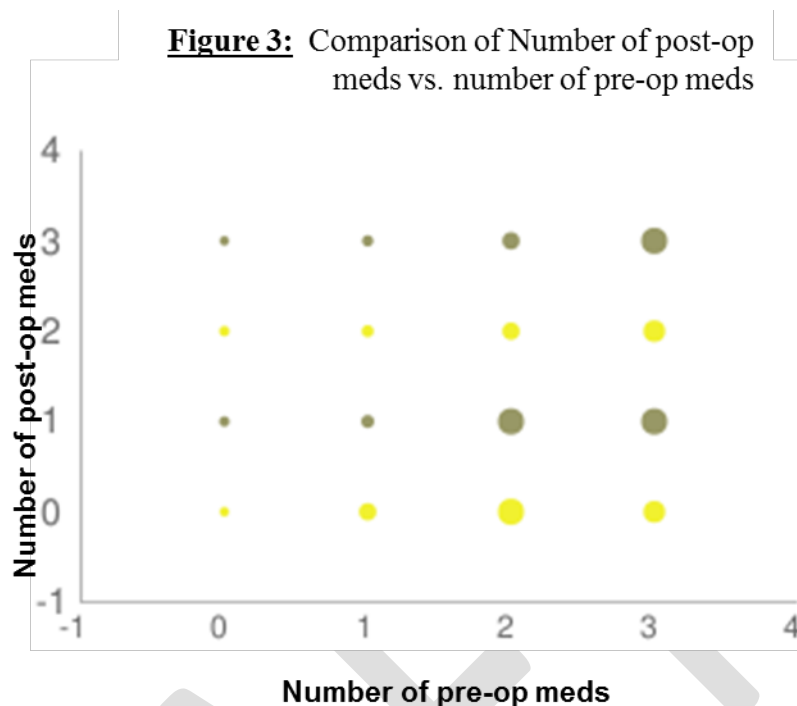 Figure 3: Comparison of Number of post-op
meds vs. number of pre-op meds
4
3
2
1
0
-1
Number of post-op meds
-1 0 1 2 3 4
Number of pre-op meds